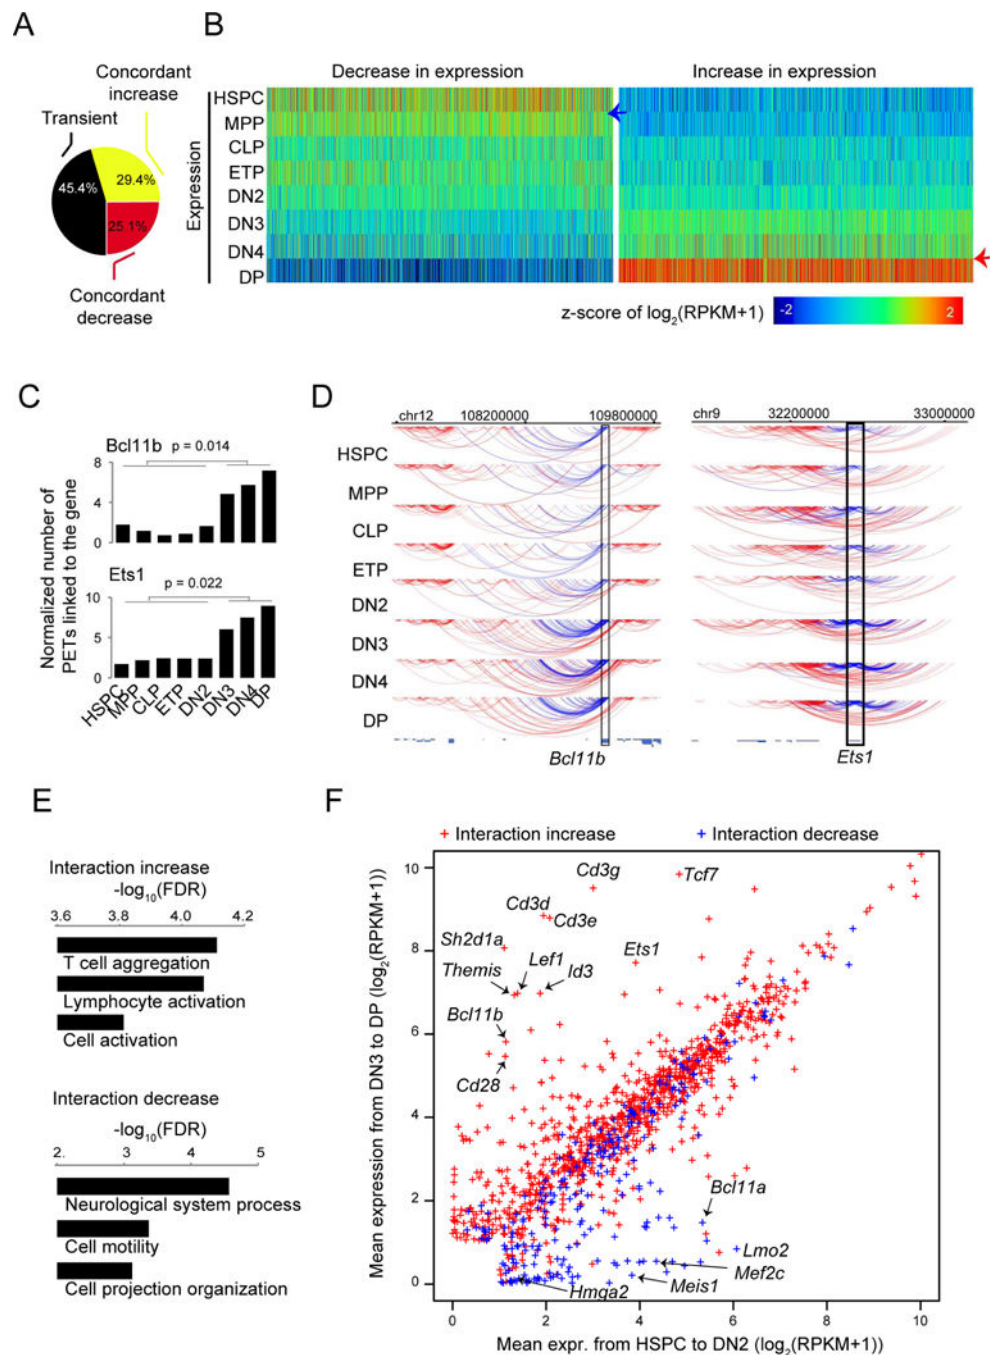 A
Concordant
increase
Transient
45.4%
29.4%
25.1%
Concordant
decrease
B
Decrease in expression
Increase in expression
Expression
HSPC
MPP
CLP
ETP
DN2
DN3
DN4
DP
z-score of log2(RPKM+1)
-2
2
C
Normalized number of
PETs linked to the gene
Bcl11b
p = 0.014
8
4
0
Ets1
p = 0.022
10
5
0
HSPC
MPP
CLP
ETP
DN2
DN3
DN4
DP
D
chr12
108200000
109800000
chr9
32200000
33000000
HSPC
MPP
CLP
ETP
DN2
DN3
DN4
DP
Bcl11b
Ets1
E
Interaction increase
-log10(FDR)
3.6
3.8
4.0
4.2
T cell aggregation
Lymphocyte activation
Cell activation
Interaction decrease
-log10(FDR)
2.
3
4
5
Neurological system process
Cell motility
Cell projection organization
F
+ Interaction increase
+ Interaction decrease
Mean expression from DN3 to DP (log2(RPKM+1))
10
8
6
4
2
0
Cd3g
Tcf7
Cd3d
Cd3e
Sh2d1a
Ets1
Lef1
Themis
Id3
Bcl11b
Cd28
Bcl11a
Lmo2
Mef2c
Meis1
Hmga2
0
2
4
6
8
10
Mean expr. from HSPC to DN2 (log2(RPKM+1))